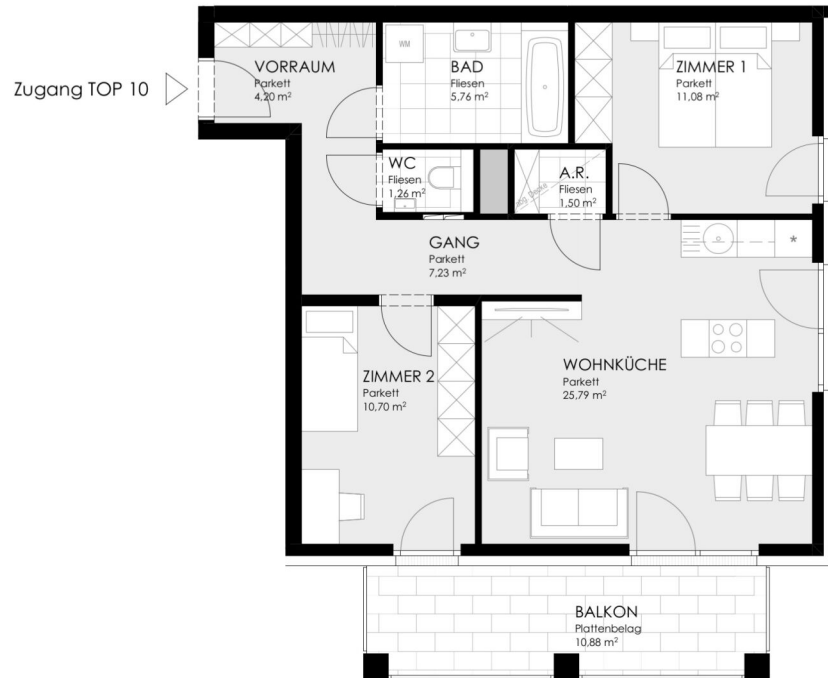 Zugang TOP 10
VORRAUM
Parkett
4,20 m²
WM
BAD
Fliesen
5,76 m²
ZIMMER 1
Parkett
11,08 m²
WC
Fliesen
1,26 m²
A.R.
Fliesen
1,50 m²
abg. Decke
GANG
Parkett
7,23 m²
*
ZIMMER 2
Parkett
10,70 m²
WOHNKÜCHE
Parkett
25,79 m²
BALKON
Plattenbelag
10,88 m²